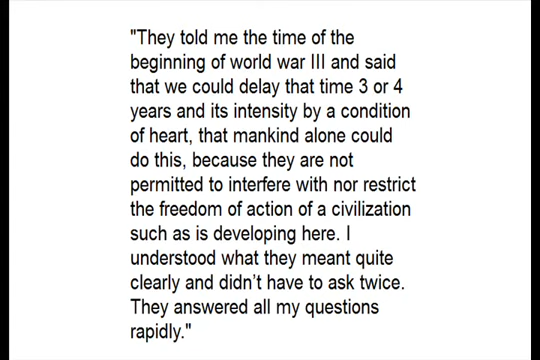 "They told me the time of the
beginning of world war III and said
that we could delay that time 3 or 4
years and its intensity by a condition
of heart, that mankind alone could
do this, because they are not
permitted to interfere with nor restrict
the freedom of action of a civilization
such as is developing here. I
understood what they meant quite
clearly and didn't have to ask twice.
They answered all my questions
rapidly."